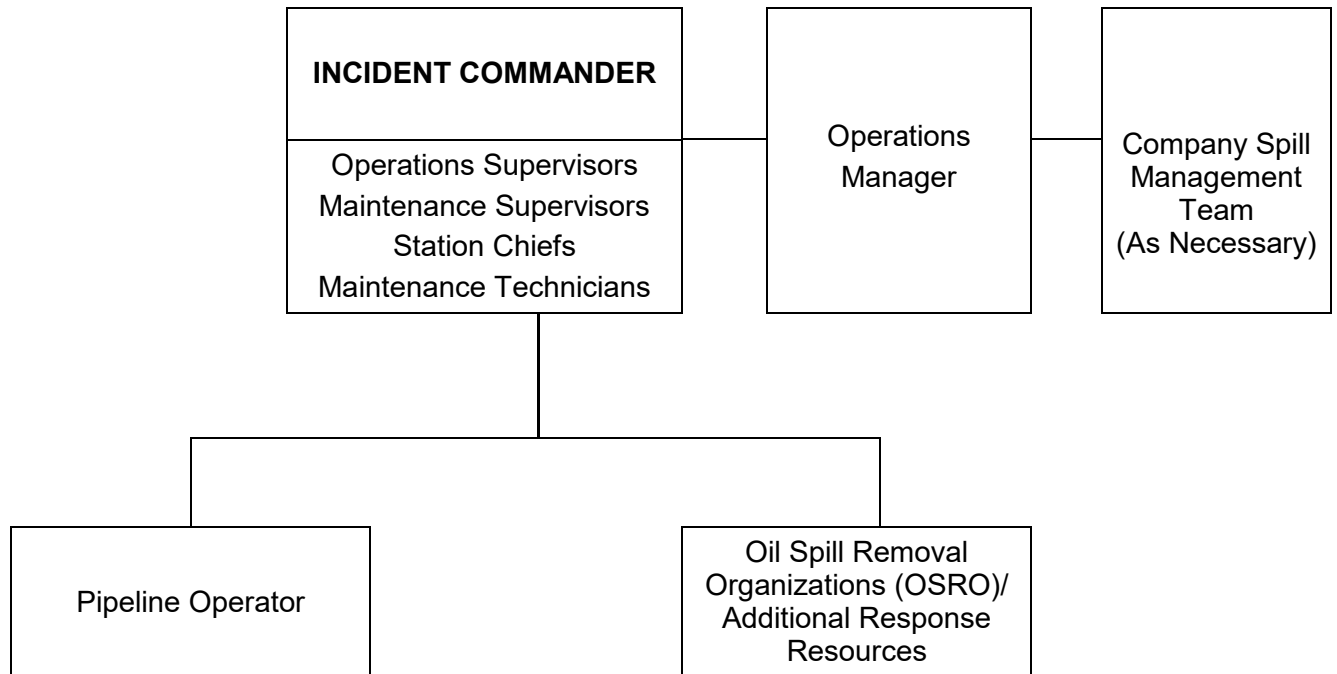 INCIDENT COMMANDER
Operations Supervisors
Maintenance Supervisors
Station Chiefs
Maintenance Technicians
Operations
Manager
Company Spill
Management
Team
(As Necessary)
Pipeline Operator
Oil Spill Removal
Organizations (OSRO)/
Additional Response
Resources